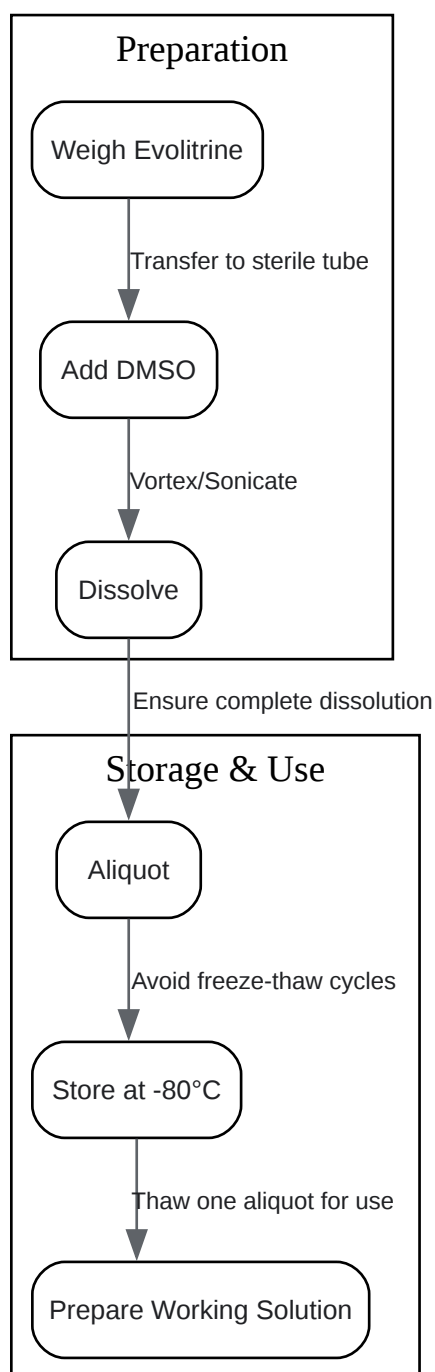 Preparation
Weigh Evolitrine
Transfer to sterile tube
Add DMSO
Vortex/Sonicate
Dissolve
Ensure complete dissolution
Storage & Use
Aliquot
Avoid freeze-thaw cycles
Store at -80°C
Thaw one aliquot for use
Prepare Working Solution